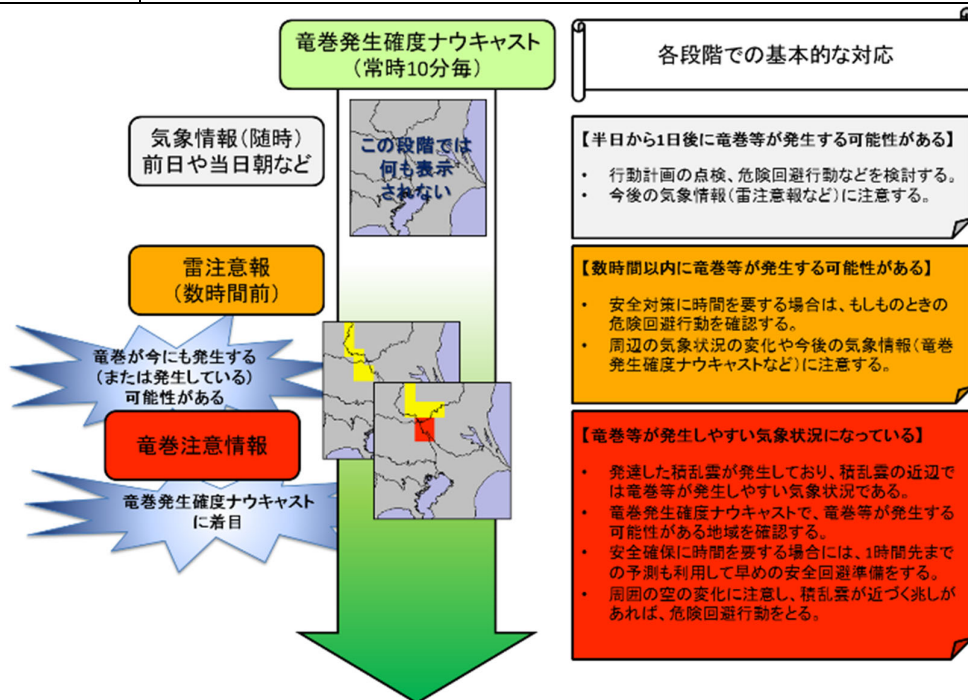 竜巻発生確度ナウキャスト
（常時10分毎）
各段階での基本的な対応
気象情報（随時）
前日や当日朝など
この段階では
何も表示
されない
【半日から1日後に竜巻等が発生する可能性がある】
• 行動計画の点検、危険回避行動などを検討する。
• 今後の気象情報（雷注意報など）に注意する。
雷注意報
（数時間前）
【数時間以内に竜巻等が発生する可能性がある】
• 安全対策に時間を要する場合は、もしものときの
危険回避行動を確認する。
• 周辺の気象状況の変化や今後の気象情報（竜巻
発生確度ナウキャストなど）に注意する。
竜巻が今にも発生する
（または発生している）
可能性がある
竜巻注意情報
竜巻発生確度ナウキャスト
に着目
【竜巻等が発生しやすい気象状況になっている】
• 発達した積乱雲が発生しており、積乱雲の近辺で
は竜巻等が発生しやすい気象状況である。
• 竜巻発生確度ナウキャストで、竜巻等が発生する
可能性がある地域を確認する。
• 安全確保に時間を要する場合には、1時間先まで
の予測も利用して早めの安全回避準備をする。
• 周囲の空の変化に注意し、積乱雲が近づく兆しが
あれば、危険回避行動をとる。